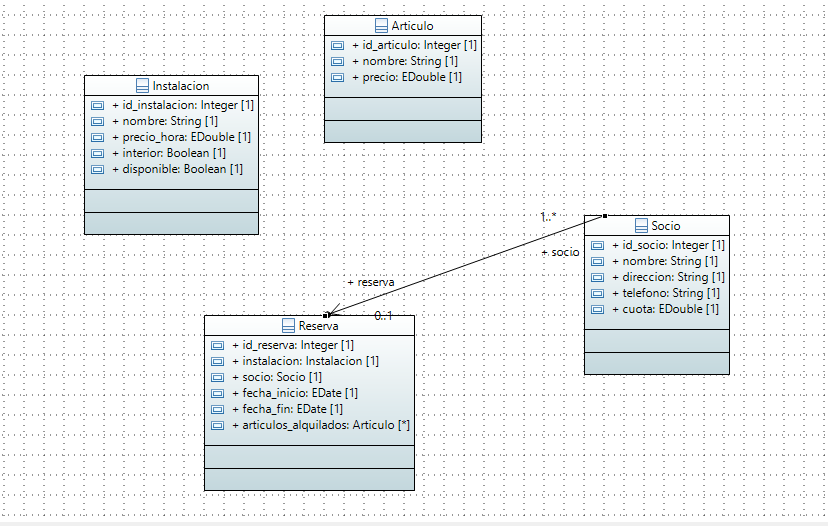 Articulo
+ id_articulo: Integer [1]
+ nombre: String [1]
+ precio: EDouble [1]
Instalacion
+ id_instalacion: Integer [1]
+ nombre: String [1]
+ precio_hora: EDouble [1]
+ interior: Boolean [1]
+ disponible: Boolean [1]
1..*
+ socio
Socio
+ id_socio: Integer [1]
+ nombre: String [1]
+ direccion: String [1]
+ telefono: String [1]
+ cuota: EDouble [1]
+ reserva
0..1
Reserva
+ id_reserva: Integer [1]
+ instalacion: Instalacion [1]
+ socio: Socio [1]
+ fecha_inicio: EDate [1]
+ fecha_fin: EDate [1]
+ articulos_alquilados: Articulo [*]